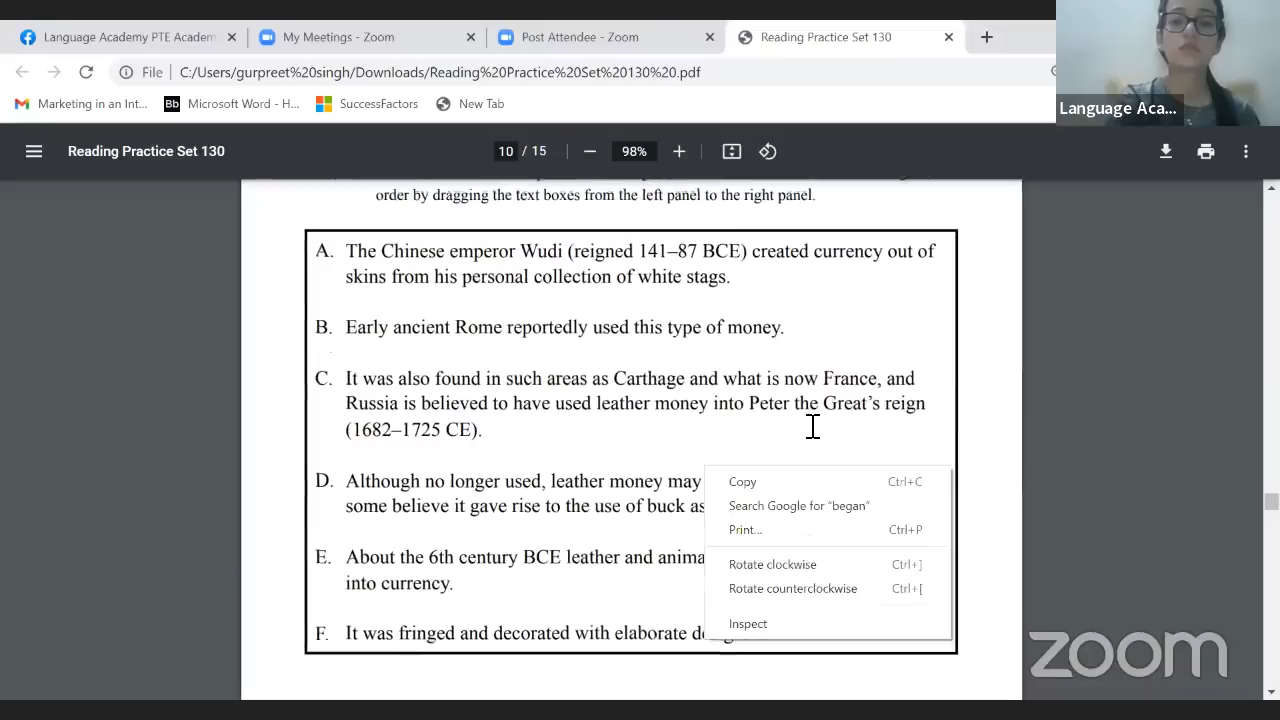 Language Academy PTE Academ
My Meetings - Zoom
Post Attendee - Zoom
Reading Practice Set 130
File
C:/Users/gurpreet%20singh/Downloads/Reading%20Practice%20Set%20130%20.pdf
Marketing in an Int...
Bb
Microsoft Word - H...
SuccessFactors
New Tab
Language Aca...
Reading Practice Set 130
10 / 15
98%
order by dragging the text boxes from the left panel to the right panel.
A. The Chinese emperor Wudi (reigned 141–87 BCE) created currency out of
skins from his personal collection of white stags.
B. Early ancient Rome reportedly used this type of money.
C. It was also found in such areas as Carthage and what is now France, and
Russia is believed to have used leather money into Peter the Great's reign
(1682–1725 CE).
D. Although no longer used, leather money may
some believe it gave rise to the use of buck as
E. About the 6th century BCE leather and anima
into currency.
F. It was fringed and decorated with elaborate
Copy Ctrl+C
Search Google for "began"
Print... Ctrl+P
Rotate clockwise Ctrl+]
Rotate counterclockwise Ctrl+[
Inspect
zoom